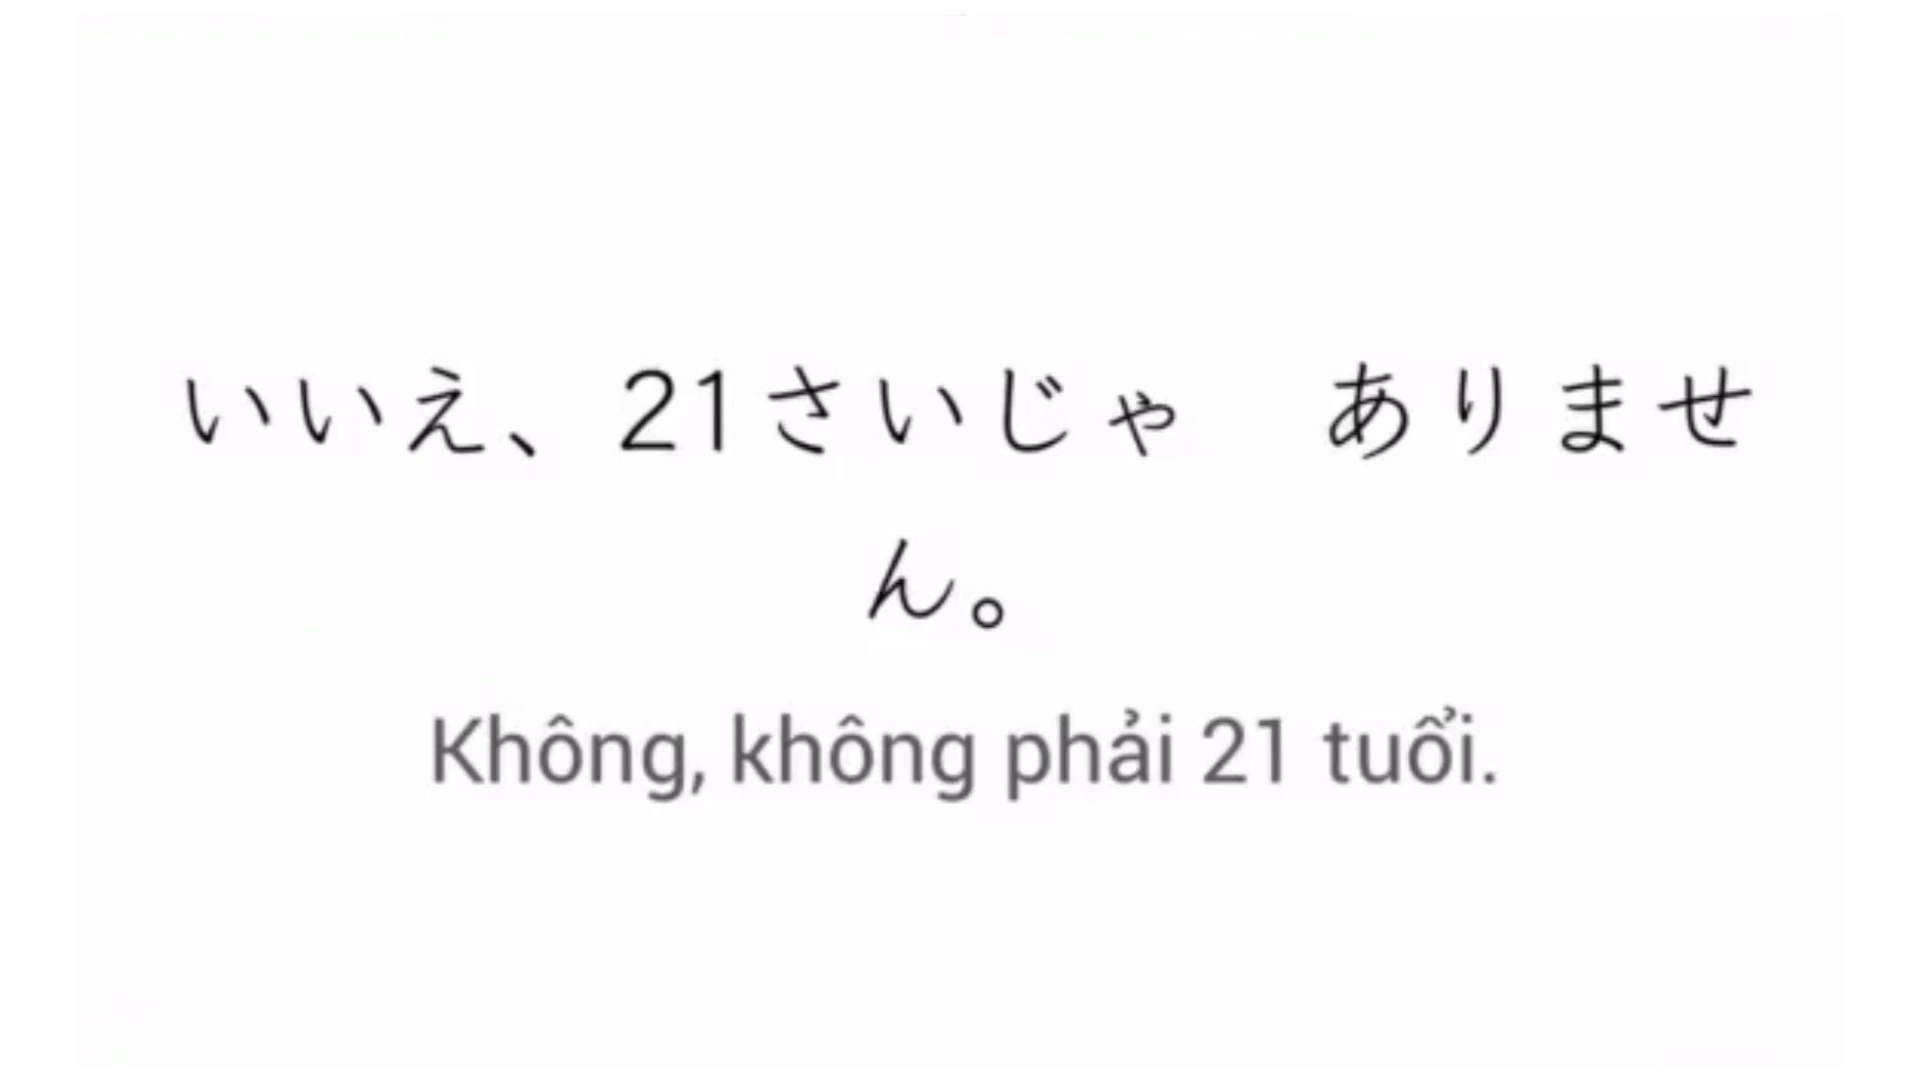 いいえ、21さいじゃ　ありませ
ん。
Không, không phải 21 tuổi.